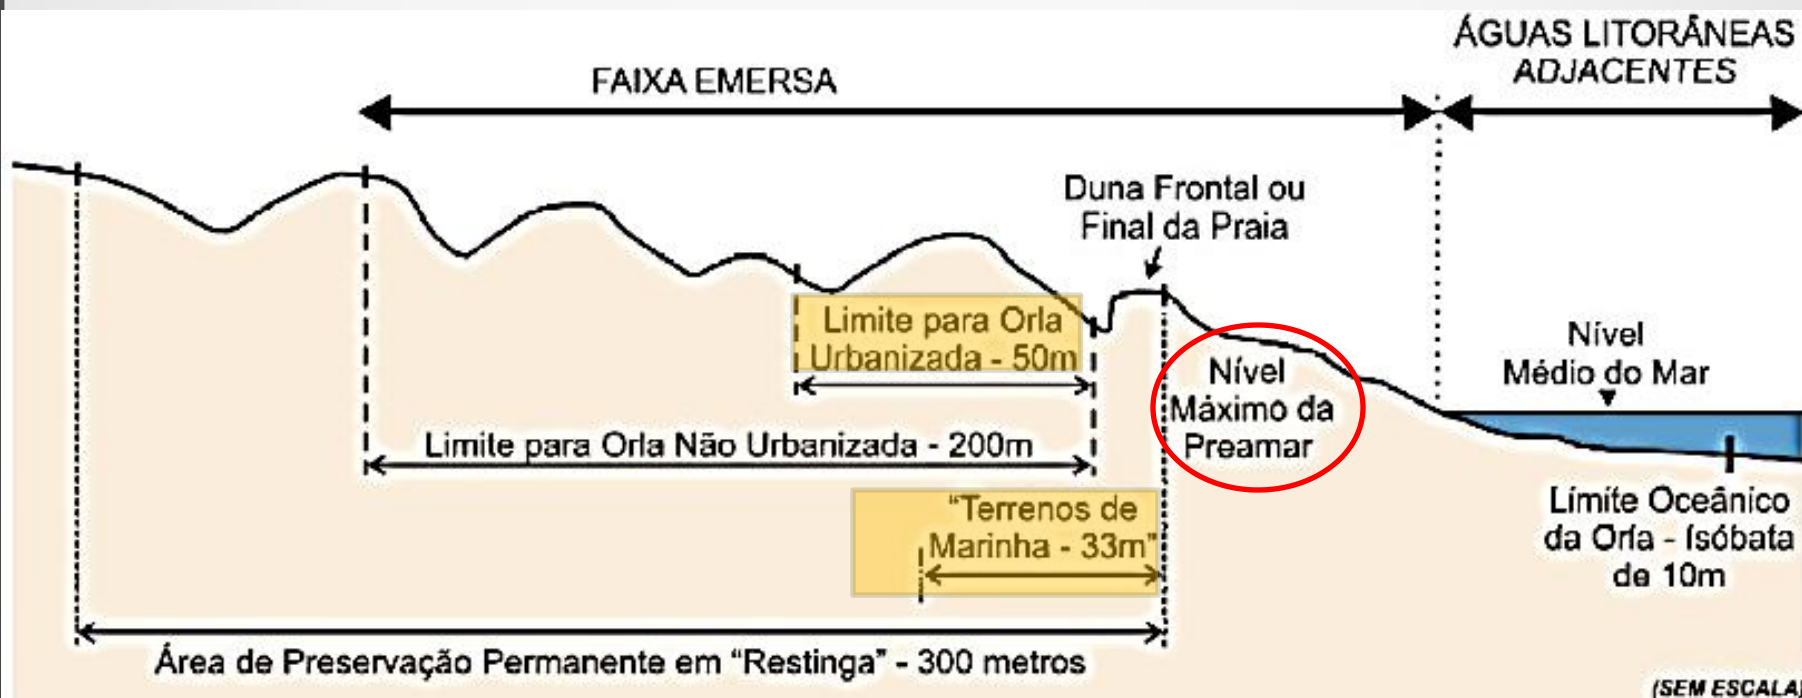 ÁGUAS LITORÂNEAS
ADJACENTES
FAIXA EMERSA
Duna Frontal ou
Final da Praia
Limite para Orla
Urbanizada - 50m
Nível
Máximo da
Preamar
Nível
Médio do Mar
Limite para Orla Não Urbanizada - 200m
"Terrenos de
Marinha - 33m"
Límite Oceânico
da Orla - Isóbata
de 10m
Área de Preservação Permanente em "Restinga" - 300 metros
(SEM ESCALA)